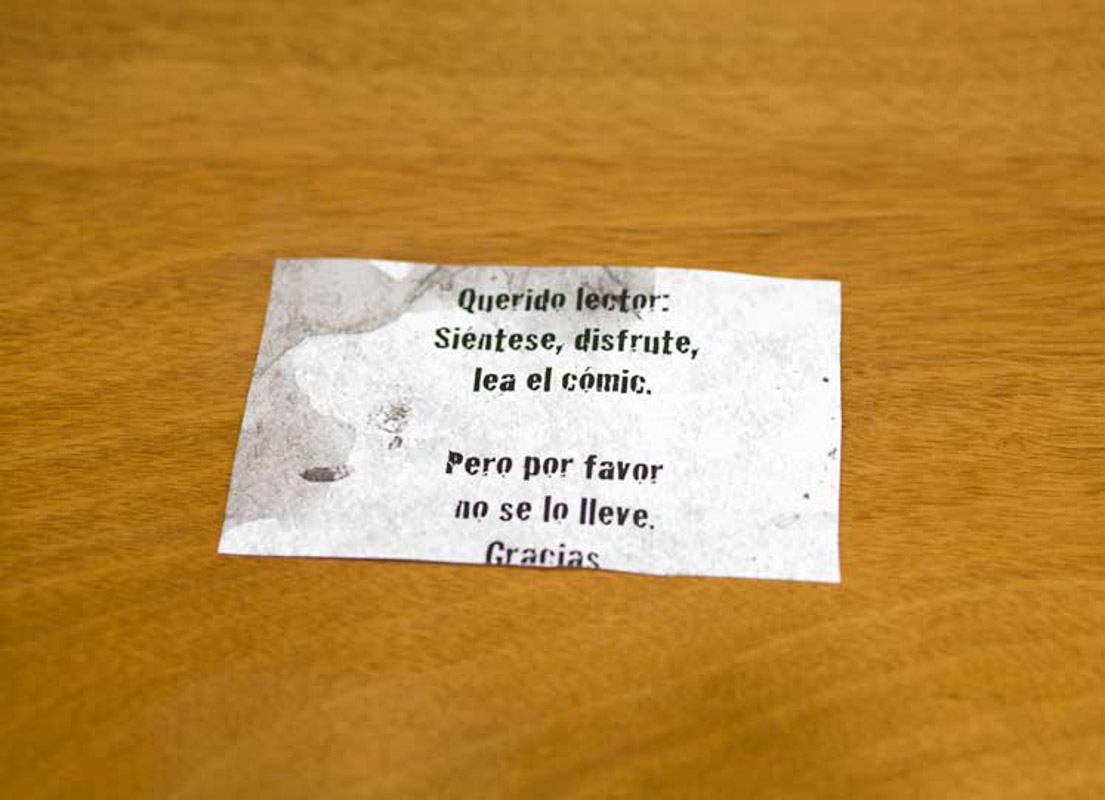 Querido lector:
Siéntese, disfrute,
lea el cómic.
Pero por favor
no se lo lleve.
Gracias